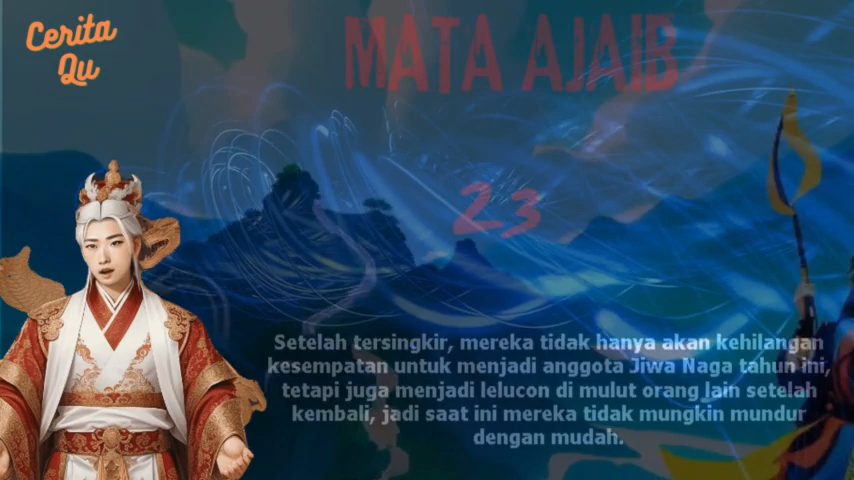 Cerita
Qu
MATA AJAIB
23
Setelah tersingkir, mereka tidak hanya akan kehilangan
kesempatan untuk menjadi anggota Jiwa Naga tahun ini,
tetapi juga menjadi lelucon di mulut orang lain setelah
kembali, jadi saat ini mereka tidak mungkin mundur
dengan mudah.